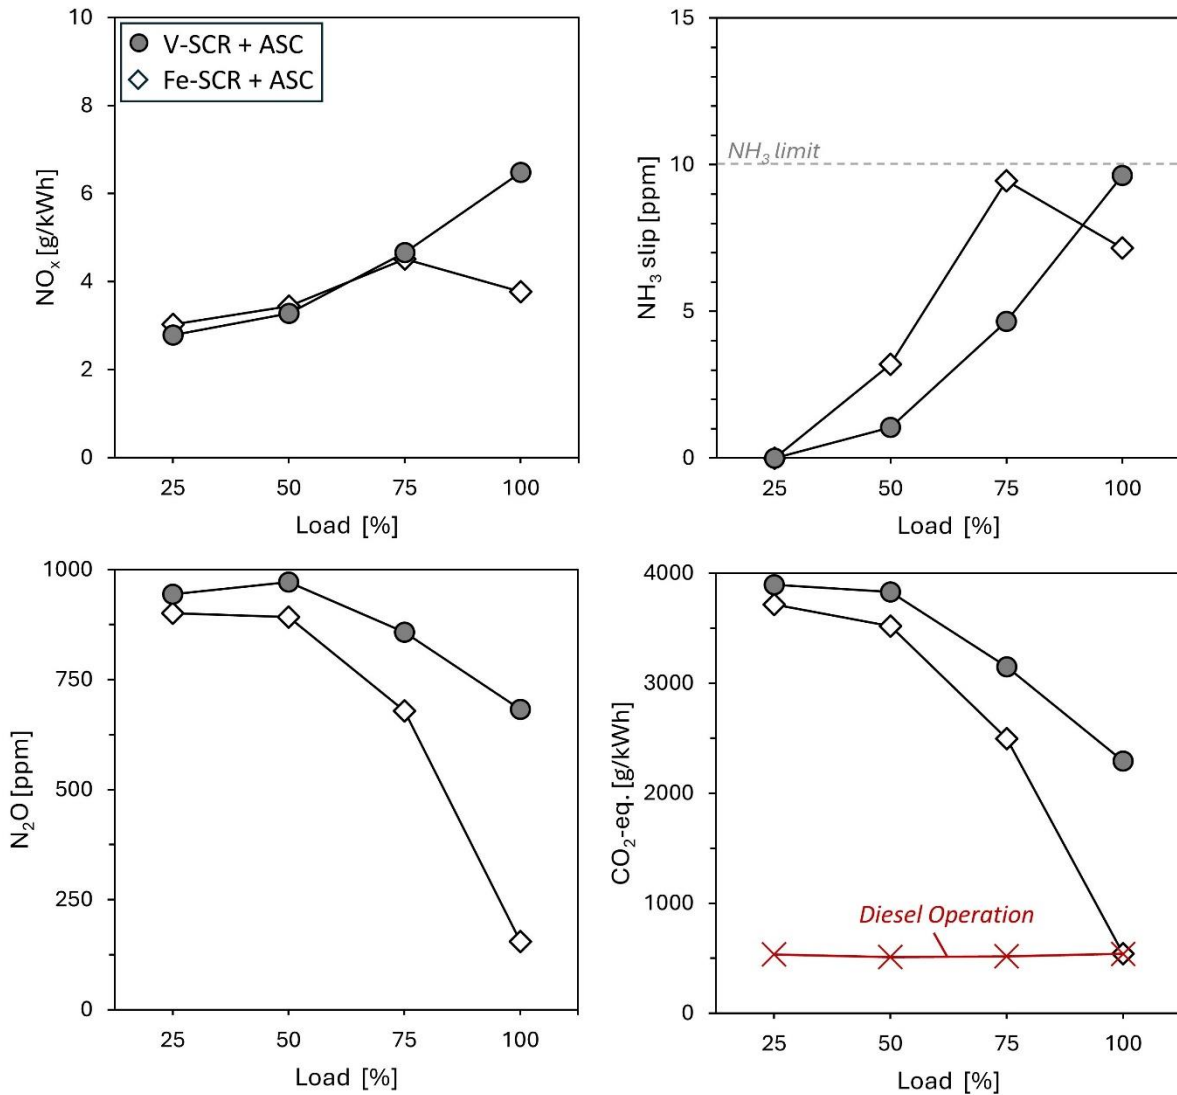 10
8
6
4
2
0
NOₓ [g/kWh]
V-SCR + ASC
Fe-SCR + ASC
25 50 75 100
Load [%]
15
10
5
0
NH₃ slip [ppm]
NH₃ limit
25 50 75 100
Load [%]
1000
750
500
250
0
N₂O [ppm]
25 50 75 100
Load [%]
4000
3000
2000
1000
0
CO₂-eq. [g/kWh]
Diesel Operation
25 50 75 100
Load [%]